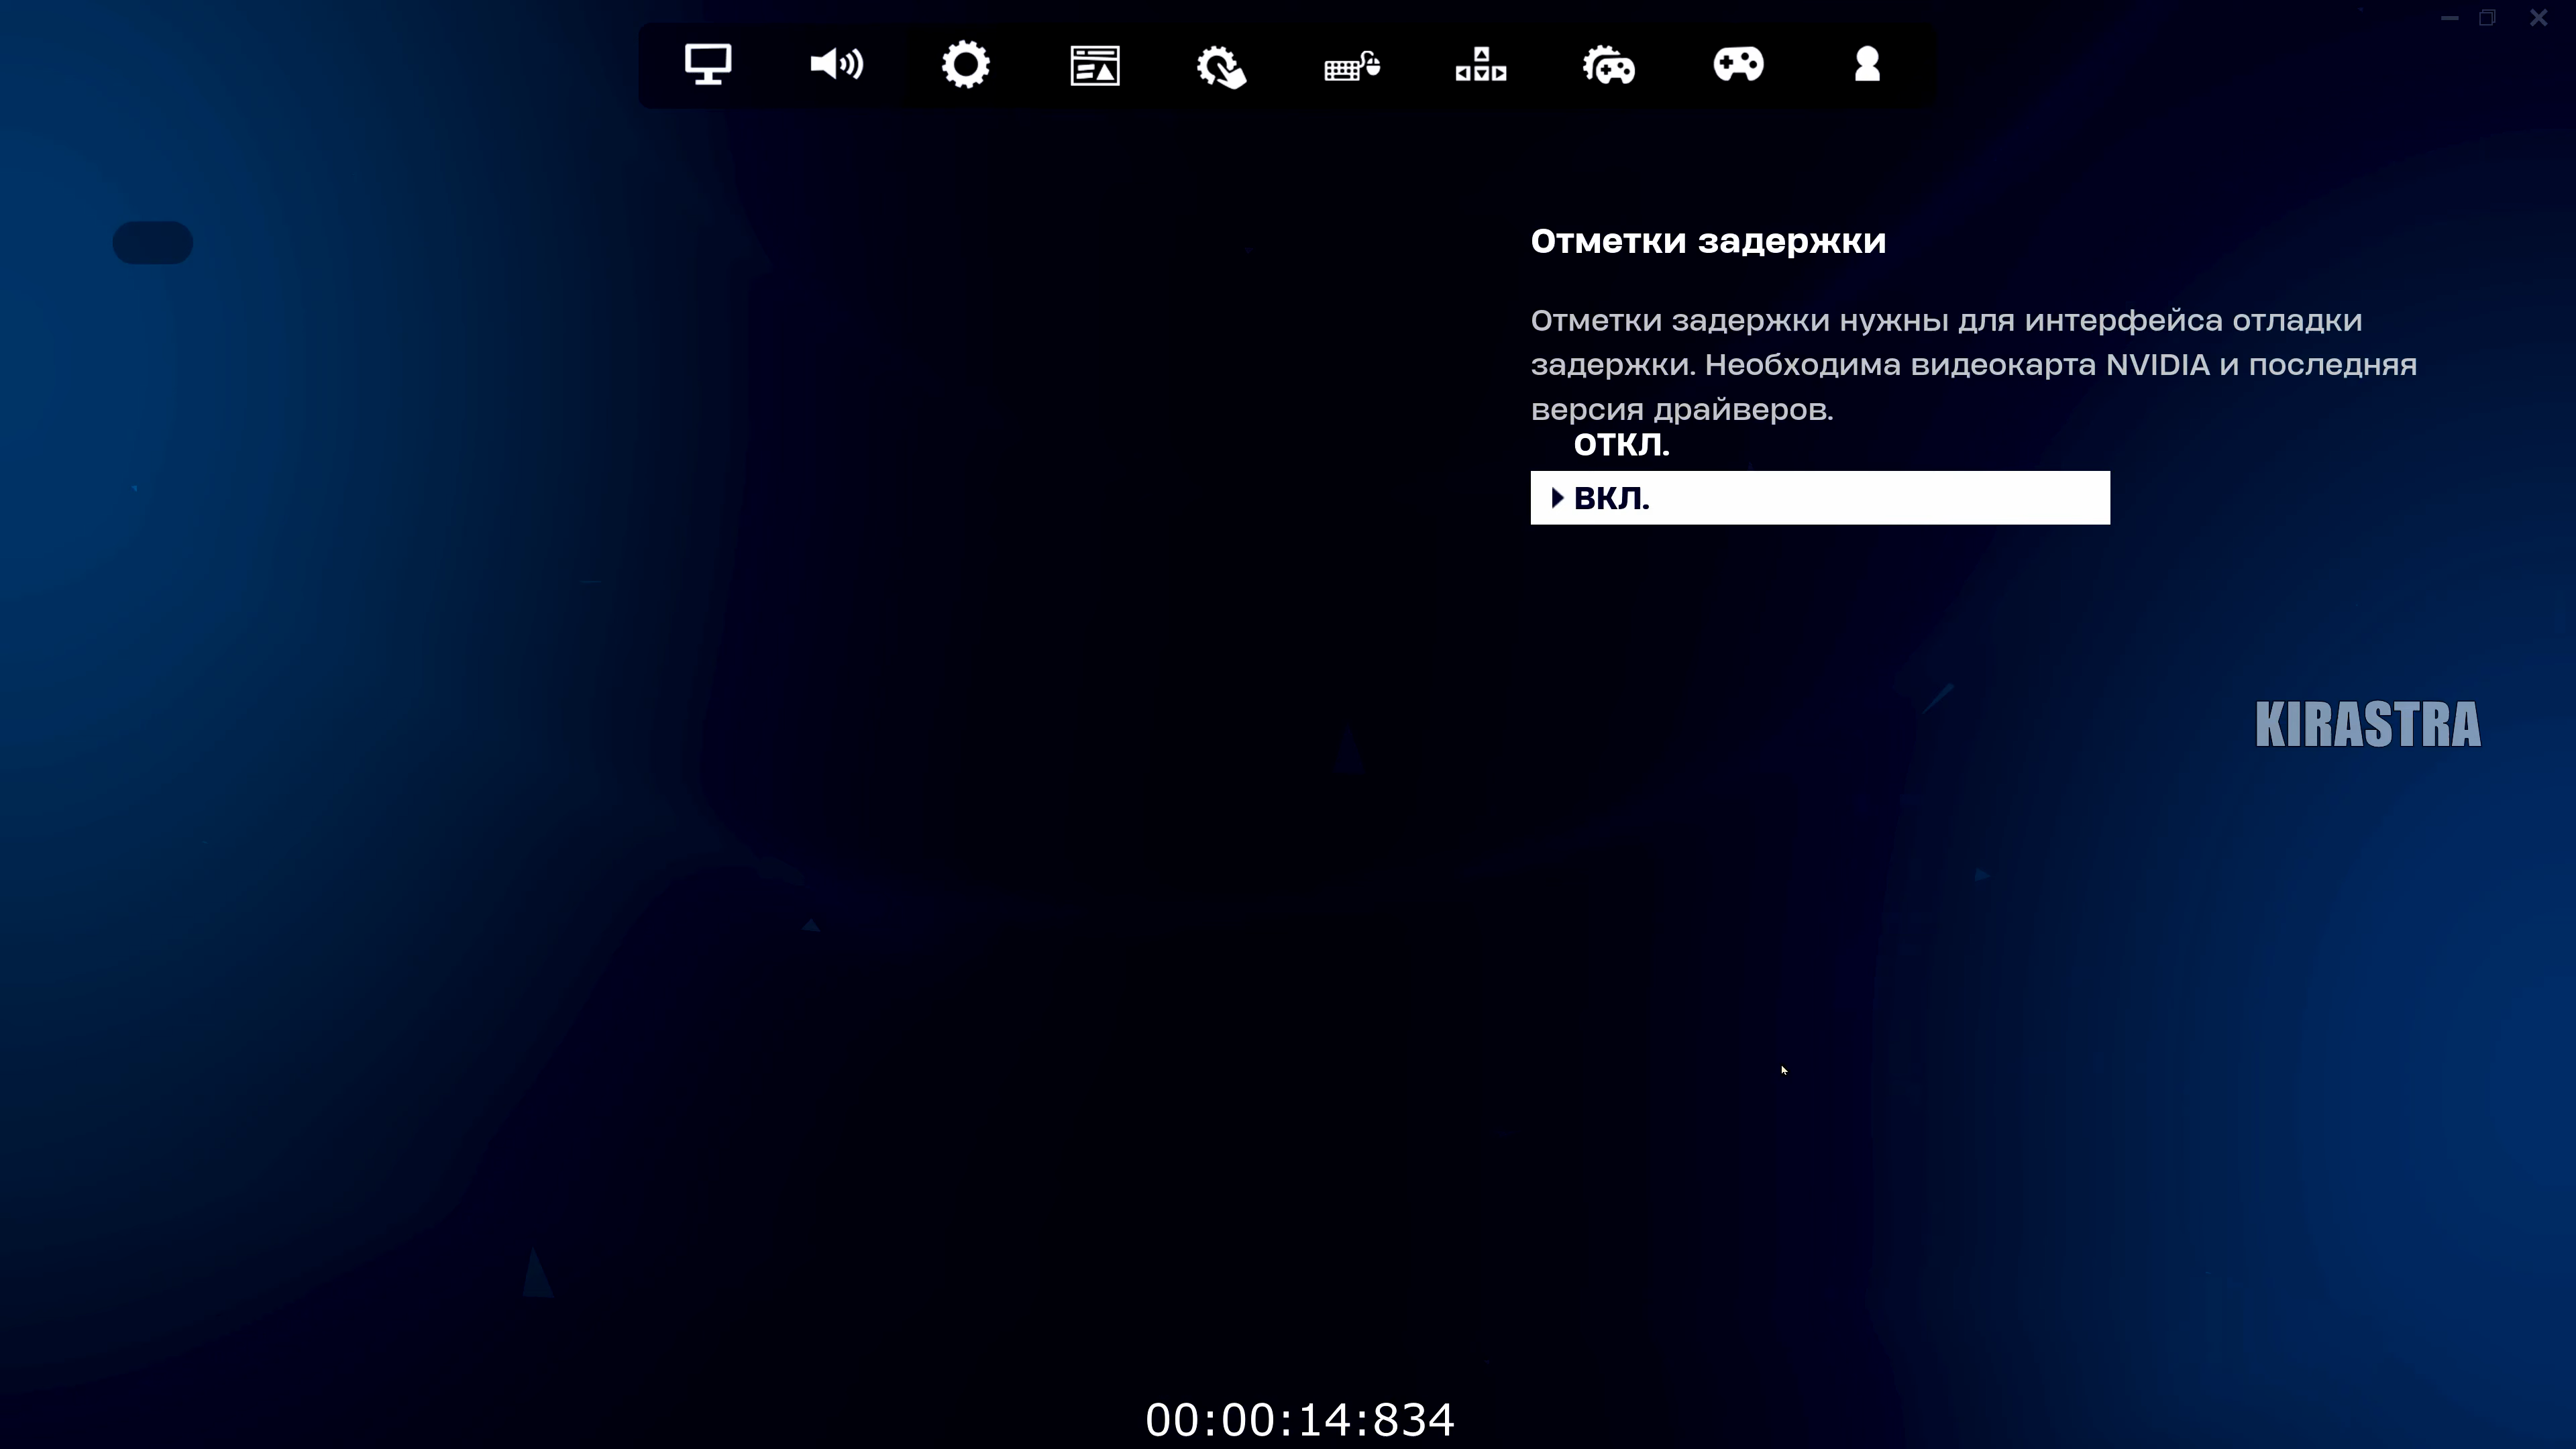 Отметки задержки
Отметки задержки нужны для интерфейса отладки
задержки. Необходима видеокарта NVIDIA и последняя
версия драйверов.
ОТКЛ.
ВКЛ.
KIRASTRA
00:00:14:834